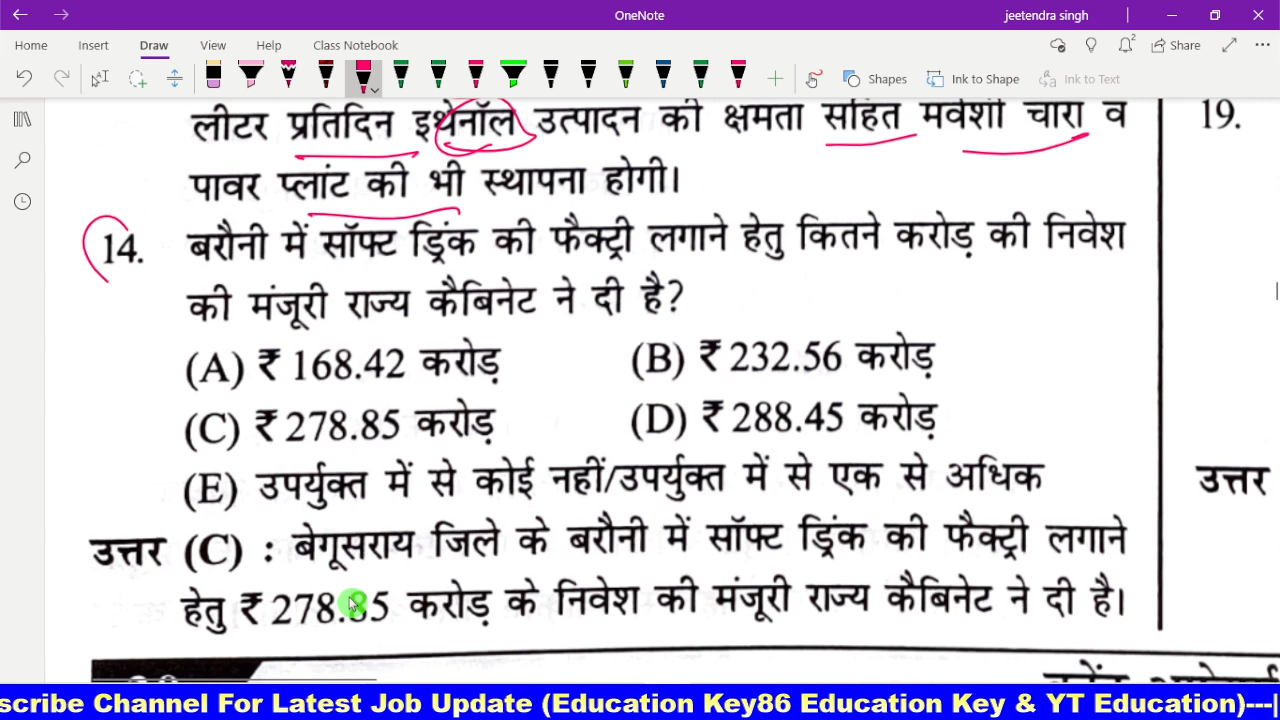 OneNote
jeetendra singh
Home Insert Draw View Help Class Notebook
Share
Shapes
Ink to Shape
Ink to Text
लीटर प्रतिदिन इथेनॉल उत्पादन की क्षमता सहित मवेशी चारा व
पावर प्लांट की भी स्थापना होगी।
19.
14. बरौनी में सॉफ्ट ड्रिंक की फैक्ट्री लगाने हेतु कितने करोड़ की निवेश
की मंजूरी राज्य कैबिनेट ने दी है?
(A) ₹ 168.42 करोड़ (B) ₹ 232.56 करोड़
(C) ₹ 278.85 करोड़ (D) ₹ 288.45 करोड़
(E) उपर्युक्त में से कोई नहीं/उपर्युक्त में से एक से अधिक
उत्तर (C) : बेगूसराय जिले के बरौनी में सॉफ्ट ड्रिंक की फैक्ट्री लगाने
हेतु ₹ 278.85 करोड़ के निवेश की मंजूरी राज्य कैबिनेट ने दी है।
उत्तर
scribe Channel For Latest Job Update (Education Key86 Education Key & YT Education)---|